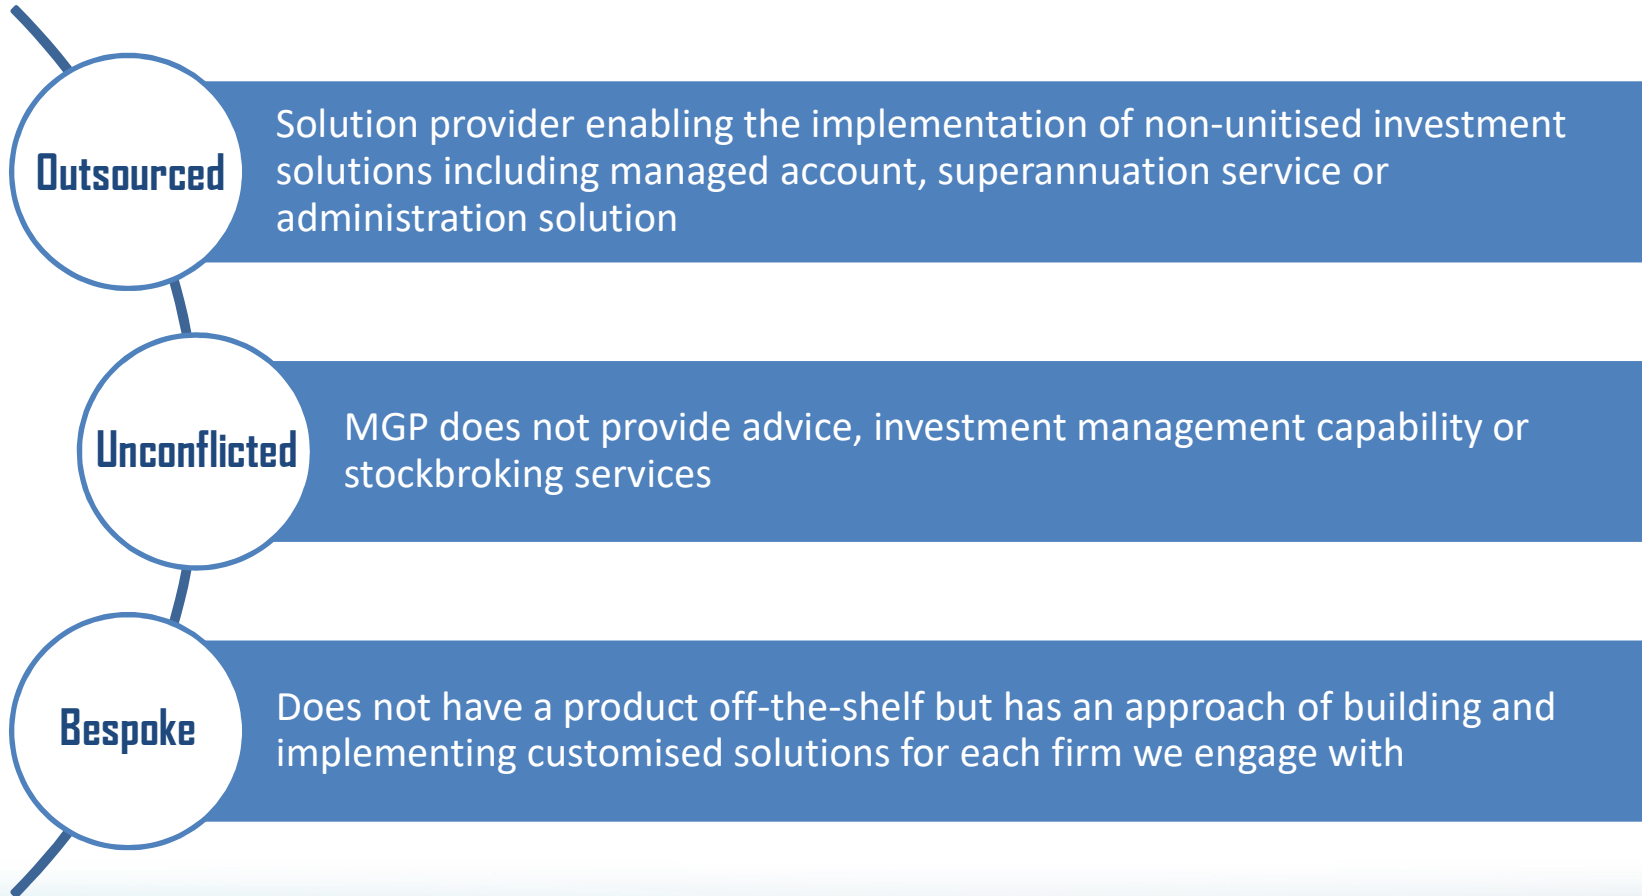 Outsourced
Solution provider enabling the implementation of non-unitised investment
solutions including managed account, superannuation service or
administration solution
Unconflicted
MGP does not provide advice, investment management capability or
stockbroking services
Bespoke
Does not have a product off-the-shelf but has an approach of building and
implementing customised solutions for each firm we engage with